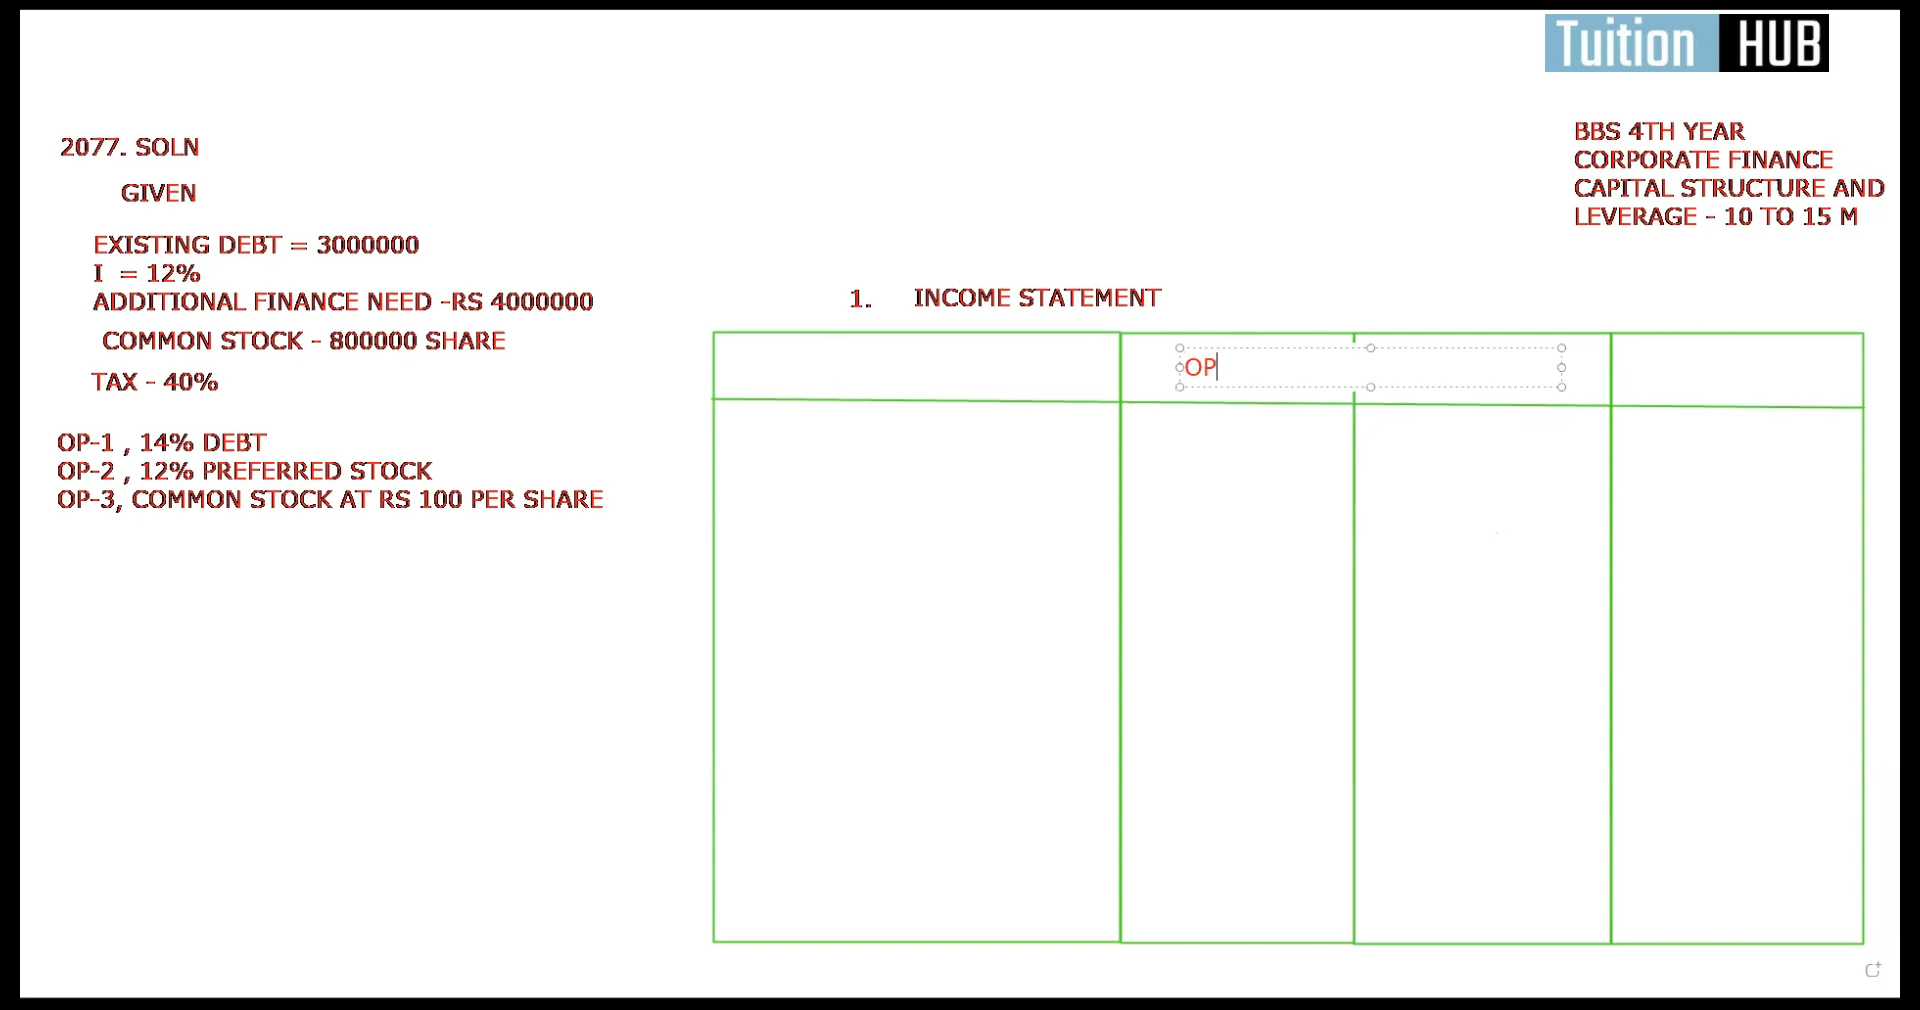 Tuition HUB
BBS 4TH YEAR
CORPORATE FINANCE
CAPITAL STRUCTURE AND
LEVERAGE - 10 TO 15 M
2077. SOLN
GIVEN
EXISTING DEBT = 3000000
I = 12%
ADDITIONAL FINANCE NEED -RS 4000000
COMMON STOCK - 800000 SHARE
TAX - 40%
OP-1 , 14% DEBT
OP-2 , 12% PREFERRED STOCK
OP-3, COMMON STOCK AT RS 100 PER SHARE
1. INCOME STATEMENT
OP